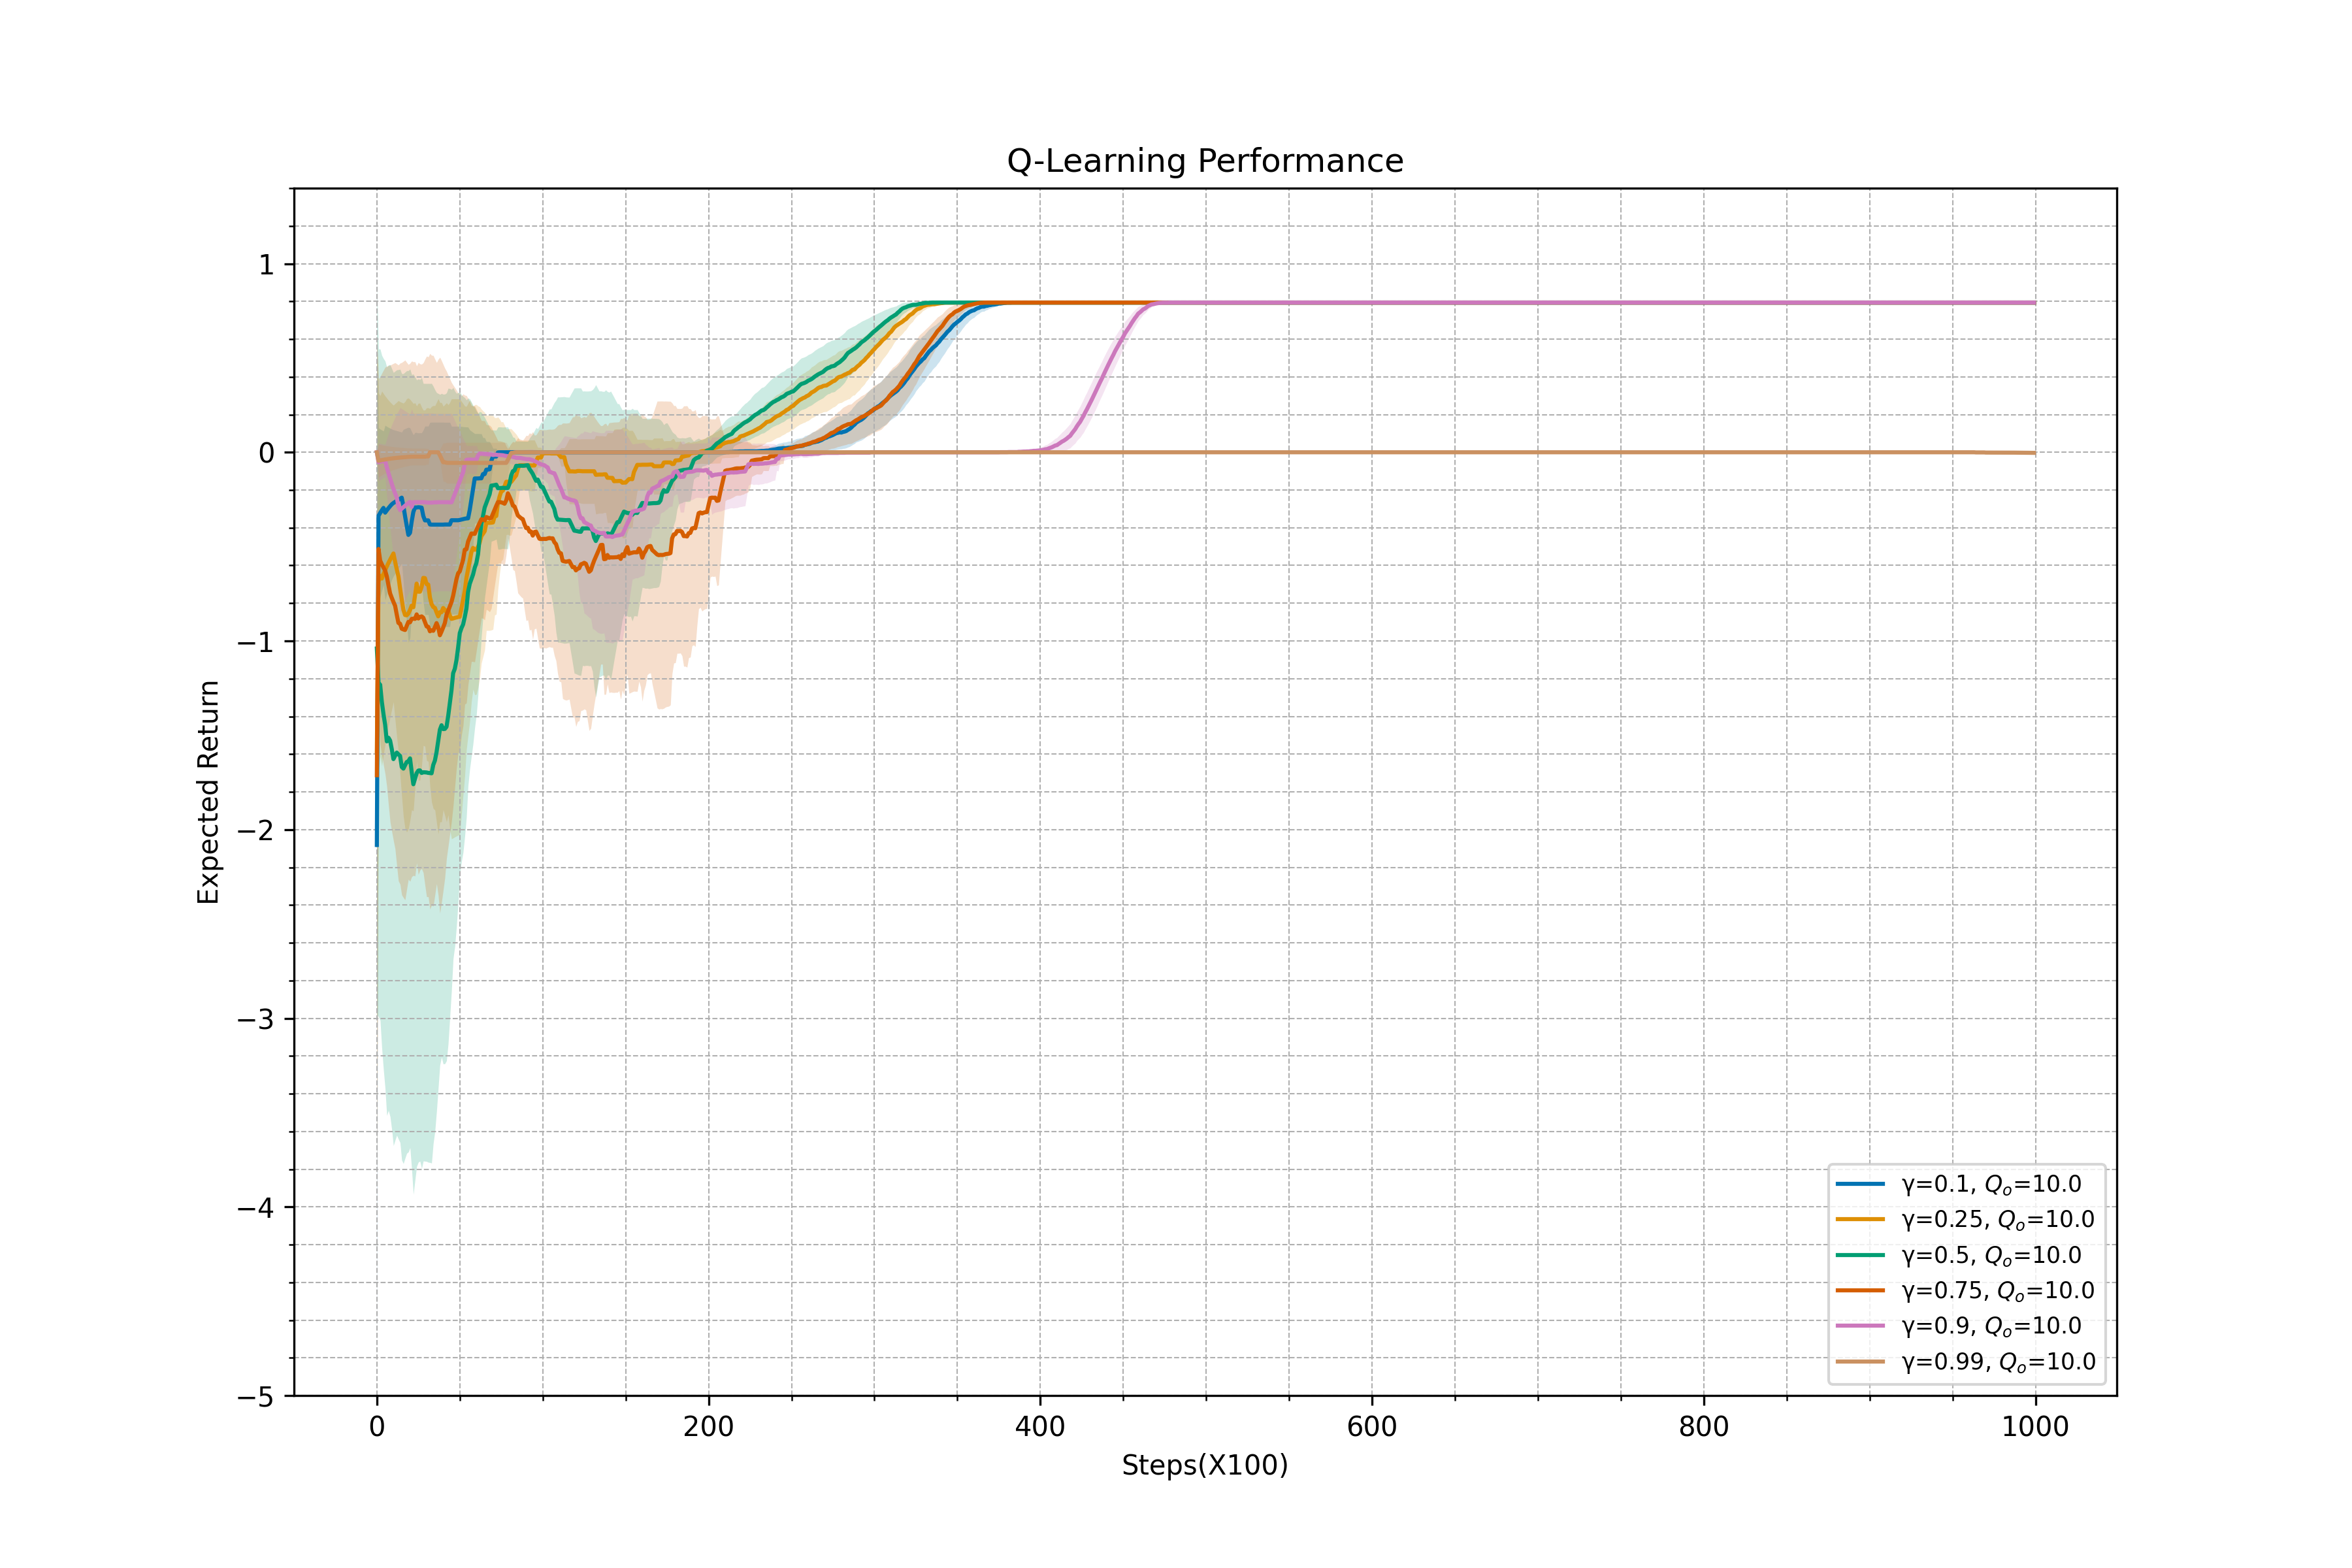 Q-Learning Performance
Expected Return
1
0
−1
−2
−3
−4
−5
0 200 400 600 800 1000
Steps(X100)
γ=0.1, Qₒ=10.0
γ=0.25, Qₒ=10.0
γ=0.5, Qₒ=10.0
γ=0.75, Qₒ=10.0
γ=0.9, Qₒ=10.0
γ=0.99, Qₒ=10.0